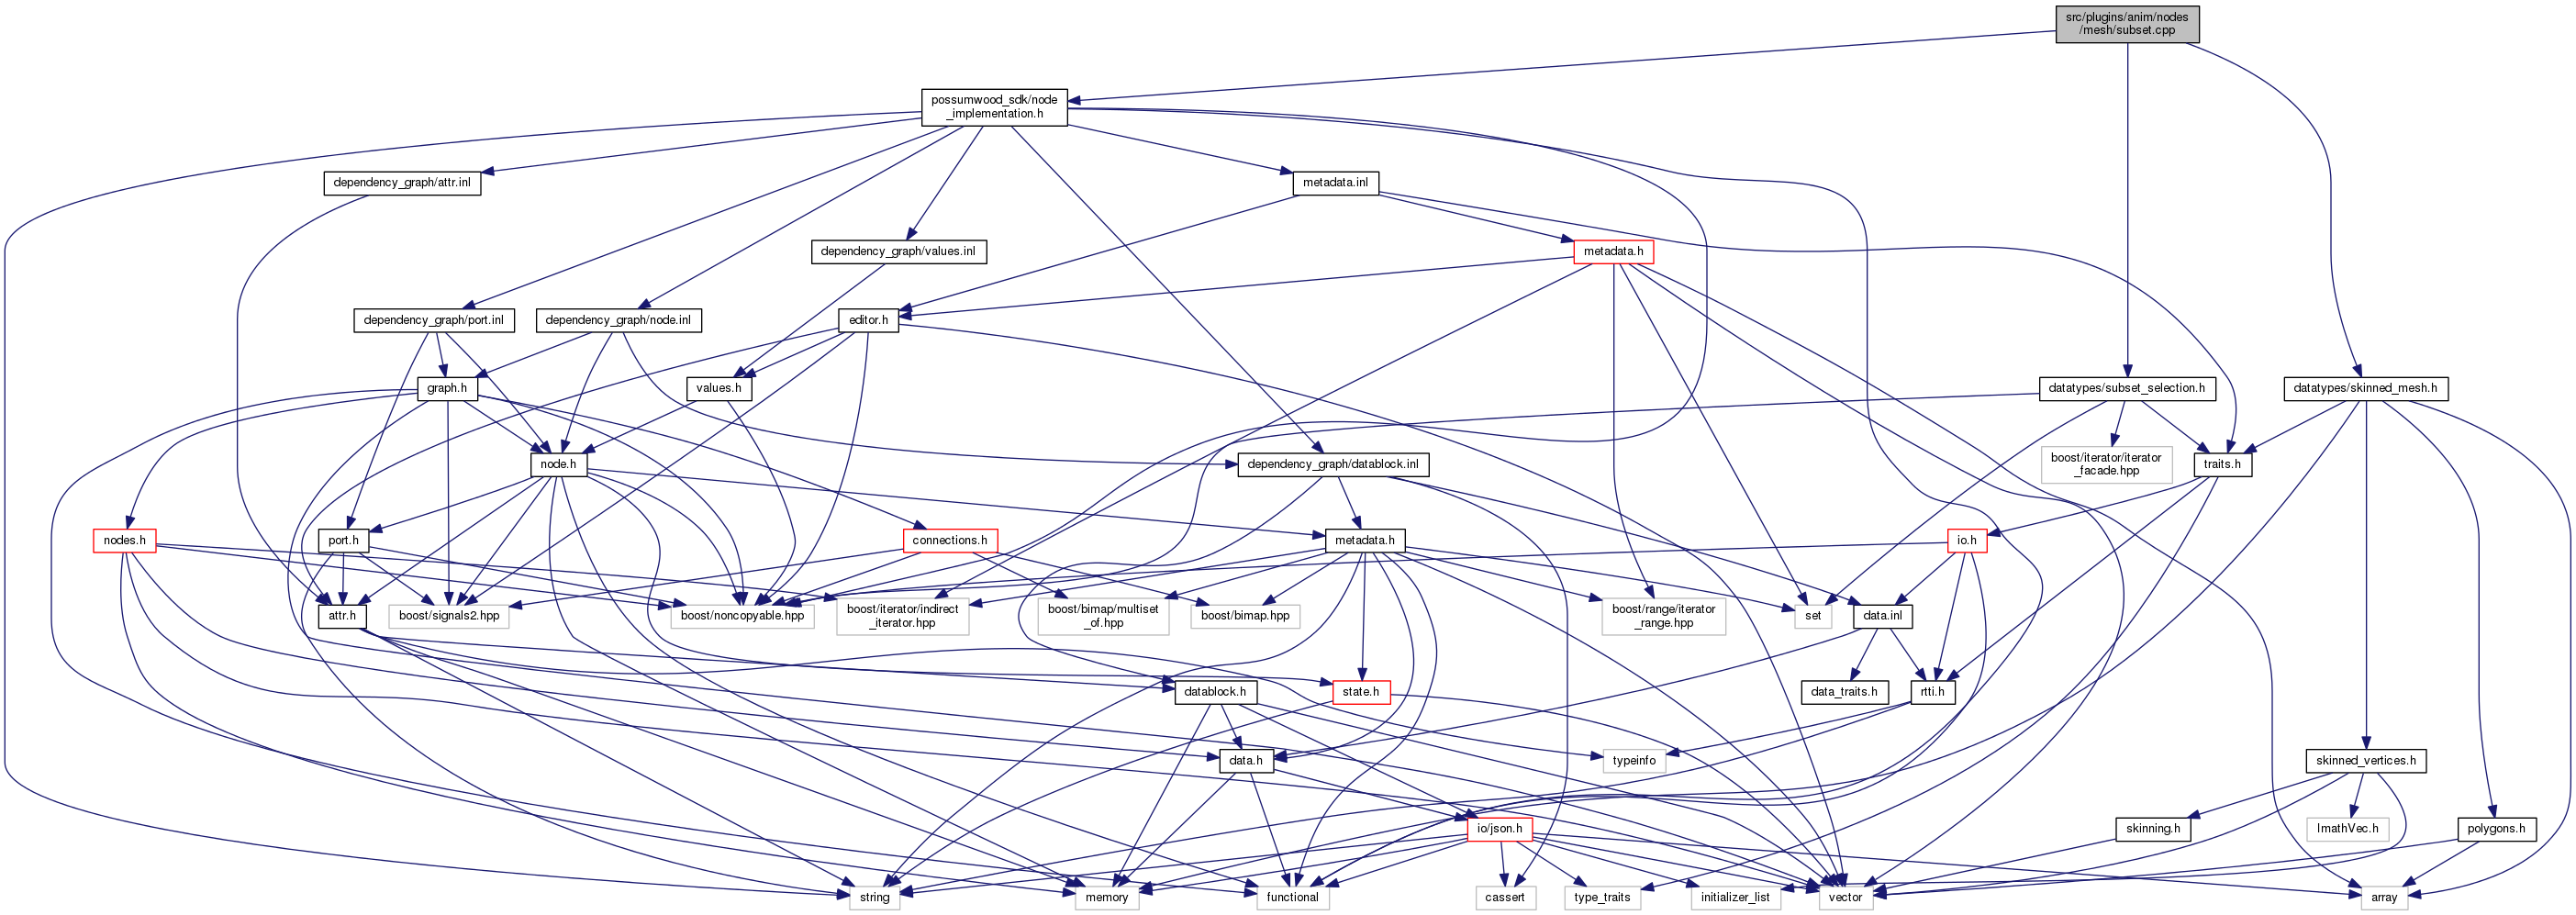 src/plugins/anim/nodes
/mesh/subset.cpp
possumwood_sdk/node
_implementation.h
dependency_graph/attr.inl
metadata.inl
dependency_graph/values.inl
metadata.h
dependency_graph/port.inl
dependency_graph/node.inl
editor.h
graph.h
values.h
datatypes/subset_selection.h
datatypes/skinned_mesh.h
node.h
dependency_graph/datablock.inl
boost/iterator/iterator
_facade.hpp
traits.h
nodes.h
port.h
connections.h
metadata.h
io.h
attr.h
boost/signals2.hpp
boost/noncopyable.hpp
boost/iterator/indirect
_iterator.hpp
boost/bimap/multiset
_of.hpp
boost/bimap.hpp
boost/range/iterator
_range.hpp
set
data.inl
datablock.h
state.h
data_traits.h
rtti.h
data.h
typeinfo
skinned_vertices.h
io/json.h
skinning.h
ImathVec.h
polygons.h
string
memory
functional
cassert
type_traits
initializer_list
vector
array